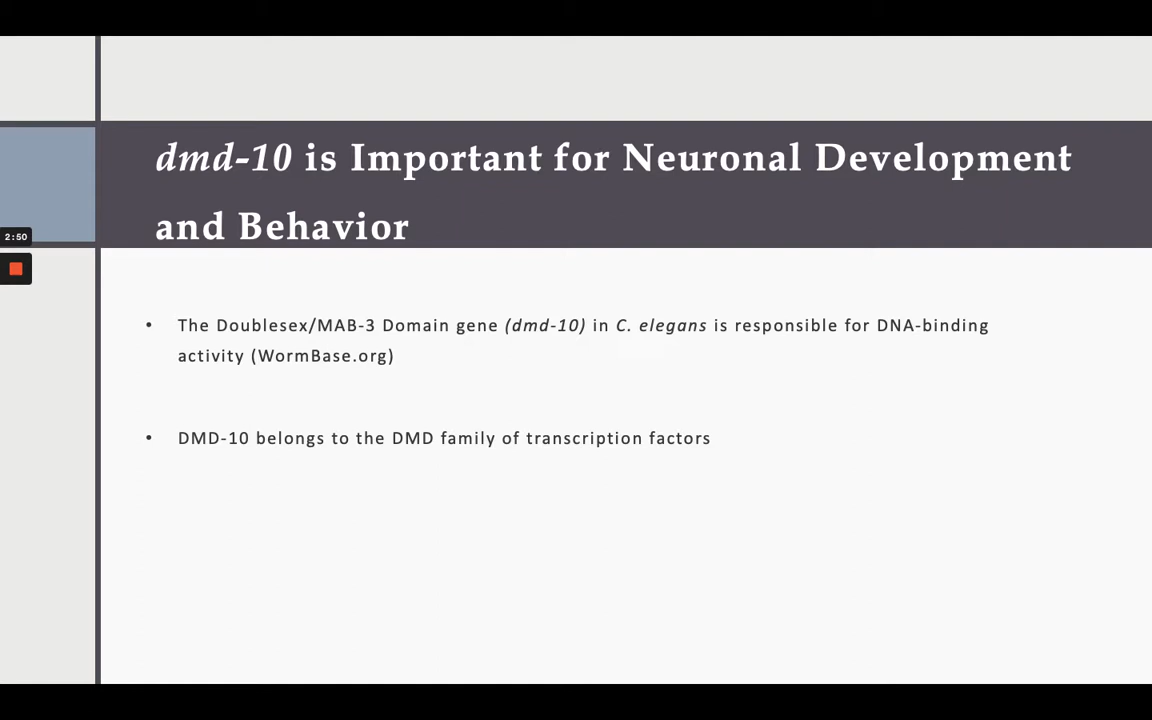 dmd-10 is Important for Neuronal Development
and Behavior
2:50
• The Doublesex/MAB-3 Domain gene (dmd-10) in C. elegans is responsible for DNA-binding
activity (WormBase.org)
• DMD-10 belongs to the DMD family of transcription factors